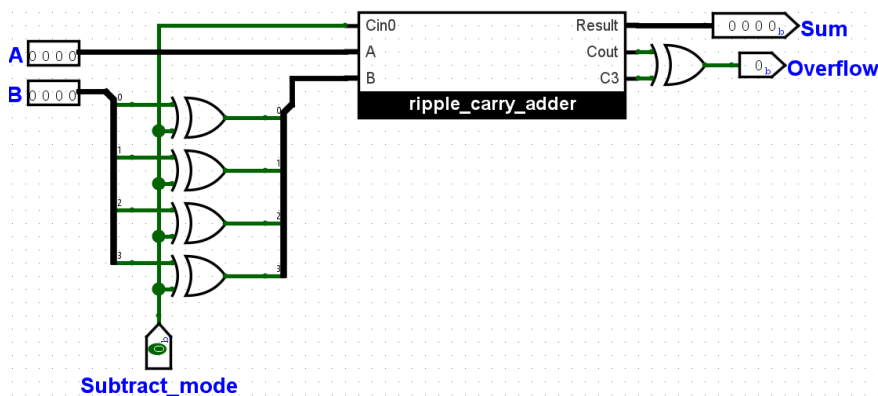 Cin0 Result 0 0 0 0 b Sum
A 0 0 0 0 A Cout 0 b Overflow
B 0 0 0 0 B C3
ripple_carry_adder
0 0
1 1
2 2
3 3
0 b
Subtract_mode